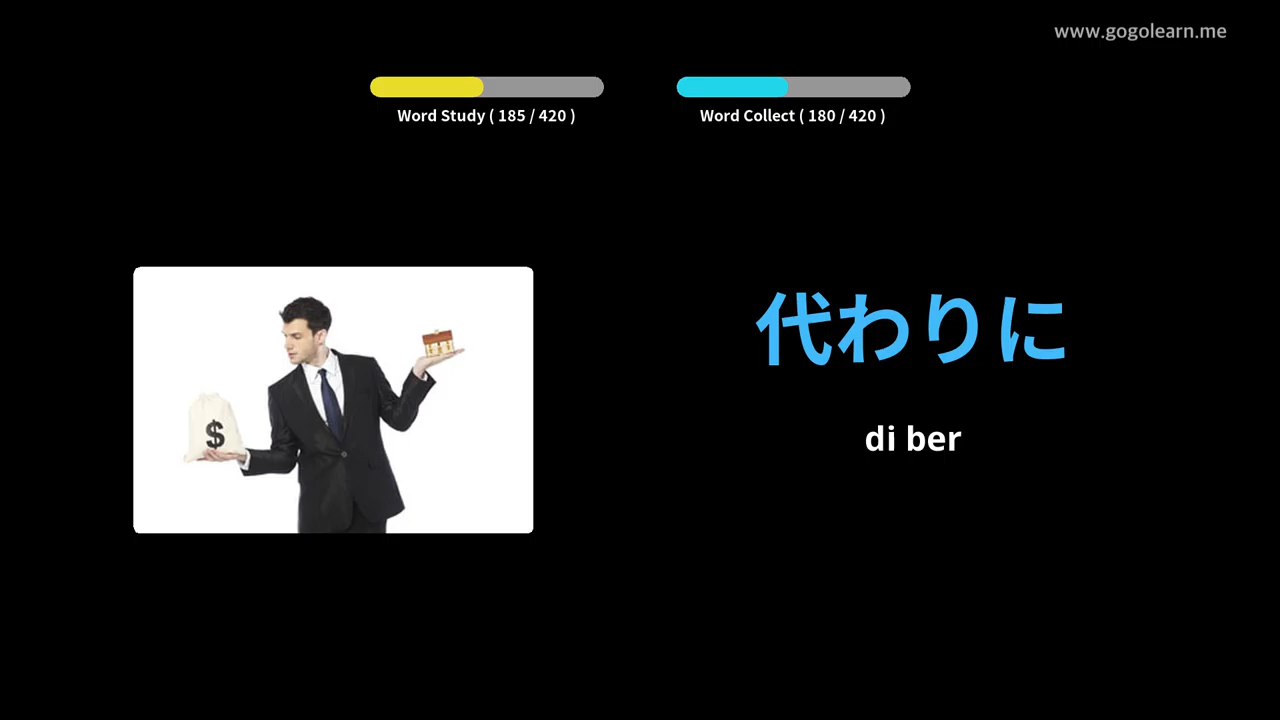 www.gogolearn.me
Word Study ( 185 / 420 )
Word Collect ( 180 / 420 )
代わりに
$
di ber